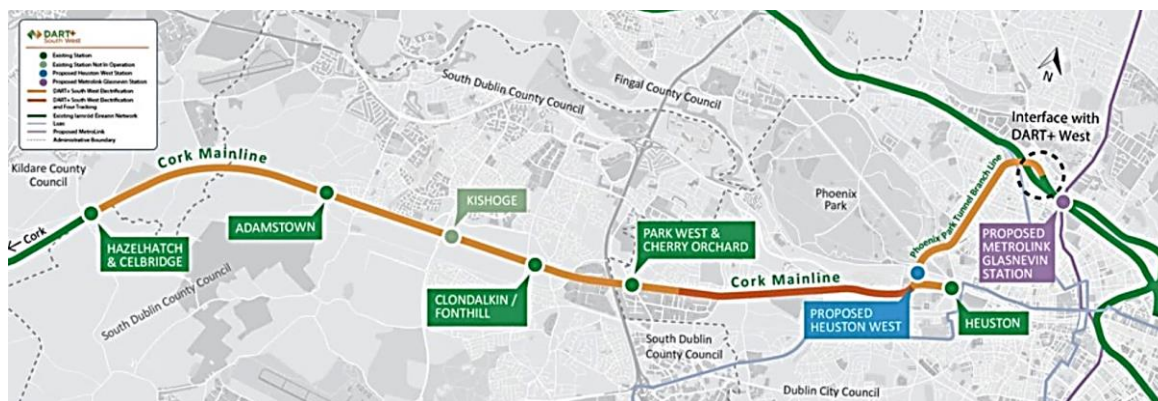 DART+
South West
Existing Station
Existing Station Not In Operation
Proposed Heuston West Station
Proposed Metrolink Glasnevin Station
DART+ South West Electrification
DART+ South West Electrification
and Four Tracking
Existing Iarnród Éireann Network
Luas
Proposed MetroLink
Administrative Boundary
Kildare County
Council
Cork Mainline
← Cork
HAZELHATCH
& CELBRIDGE
South Dublin County Council
ADAMSTOWN
KISHOGE
CLONDALKIN /
FONTHILL
South Dublin County Council
Fingal County Council
PARK WEST &
CHERRY ORCHARD
Cork Mainline
South Dublin
County Council
Phoenix
Park
Phoenix Park Tunnel Branch Line
PROPOSED
HEUSTON WEST
HEUSTON
Dublin City Council
Interface with
DART+ West
N
PROPOSED
METROLINK
GLASNEVIN
STATION